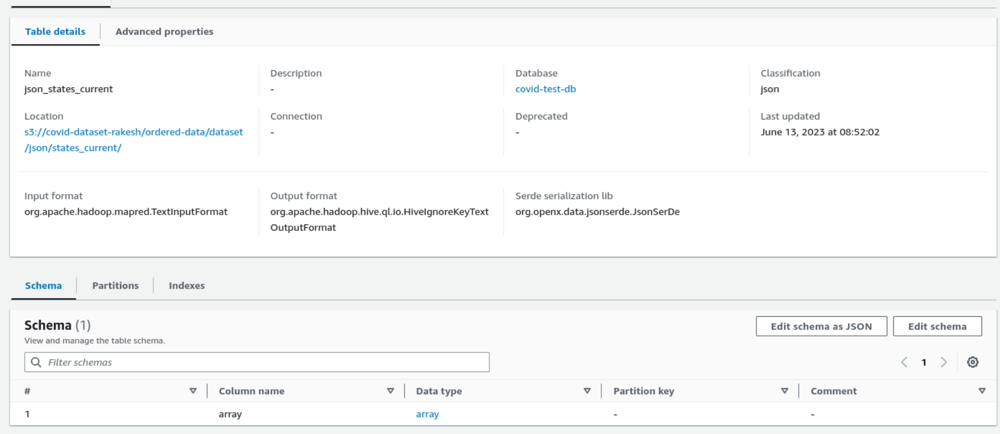 Table details
Advanced properties
Name
Description
Database
Classification
json_states_current
-
covid-test-db
json
Location
Connection
Deprecated
Last updated
s3://covid-dataset-rakesh/ordered-data/dataset
/json/states_current/
-
-
June 13, 2023 at 08:52:02
Input format
Output format
Serde serialization lib
org.apache.hadoop.mapred.TextInputFormat
org.apache.hadoop.hive.ql.io.HiveIgnoreKeyText
OutputFormat
org.openx.data.jsonserde.JsonSerDe
Schema
Partitions
Indexes
Schema (1)
Edit schema as JSON
Edit schema
View and manage the table schema.
Filter schemas
1
#
Column name
Data type
Partition key
Comment
1
array
array
-
-